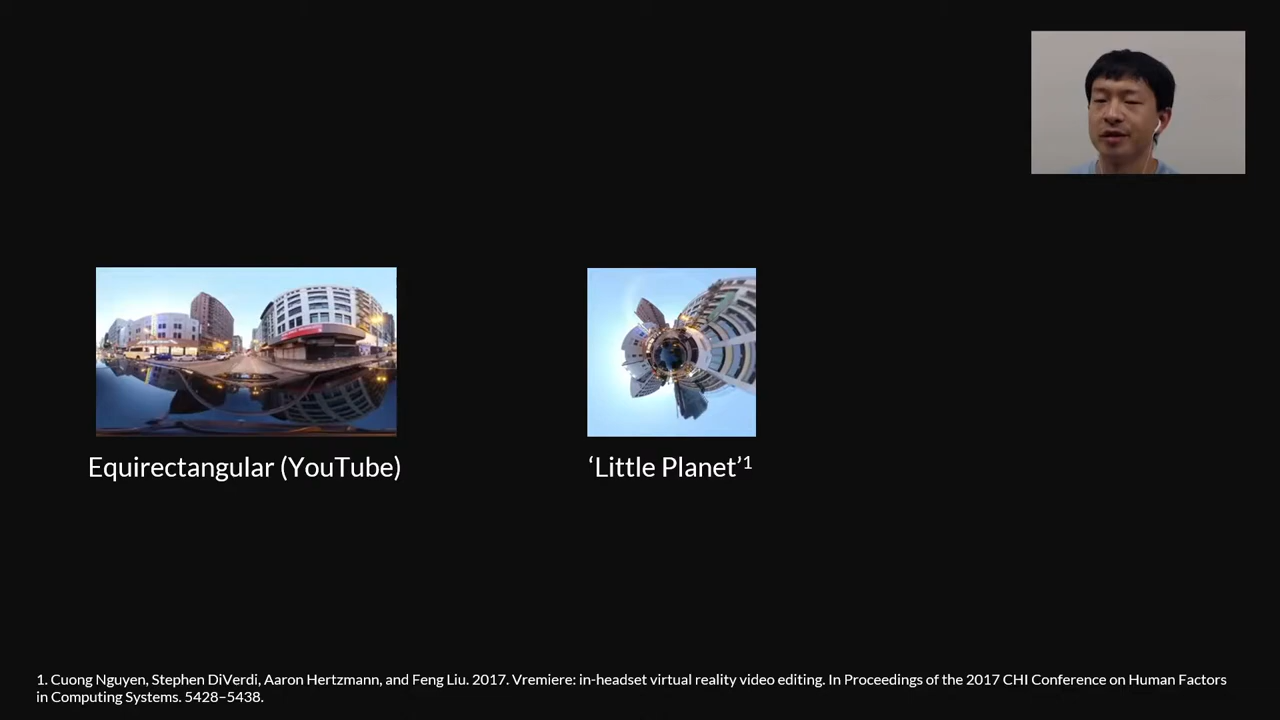 Equirectangular (YouTube)
‘Little Planet’¹
1. Cuong Nguyen, Stephen DiVerdi, Aaron Hertzmann, and Feng Liu. 2017. Vremiere: in-headset virtual reality video editing. In Proceedings of the 2017 CHI Conference on Human Factors
in Computing Systems. 5428–5438.